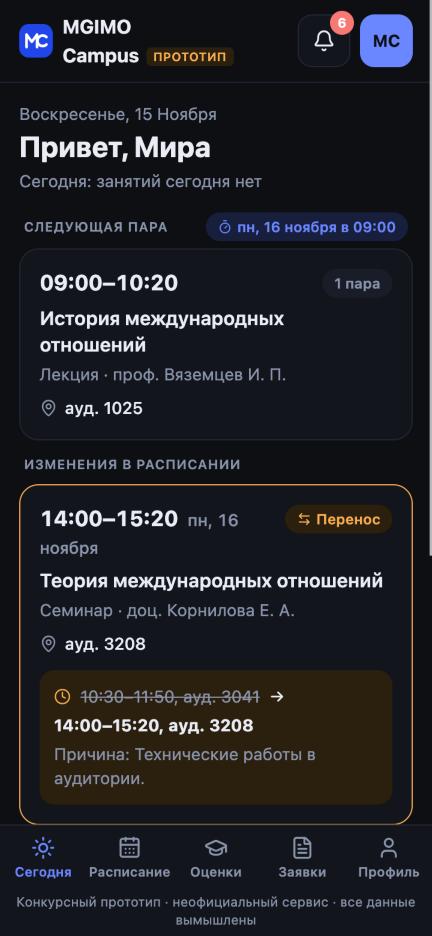 MC
MGIMO
Campus ПРОТОТИП
6
МС
Воскресенье, 15 Ноября
Привет, Мира
Сегодня: занятий сегодня нет
СЛЕДУЮЩАЯ ПАРА
пн, 16 ноября в 09:00
09:00–10:20
1 пара
История международных
отношений
Лекция · проф. Вяземцев И. П.
ауд. 1025
ИЗМЕНЕНИЯ В РАСПИСАНИИ
14:00–15:20 пн, 16
ноября
Перенос
Теория международных отношений
Семинар · доц. Корнилова Е. А.
ауд. 3208
10:30–11:50, ауд. 3041 →
14:00–15:20, ауд. 3208
Причина: Технические работы в
аудитории.
Сегодня
Расписание
Оценки
Заявки
Профиль
Конкурсный прототип · неофициальный сервис · все данные
вымышлены